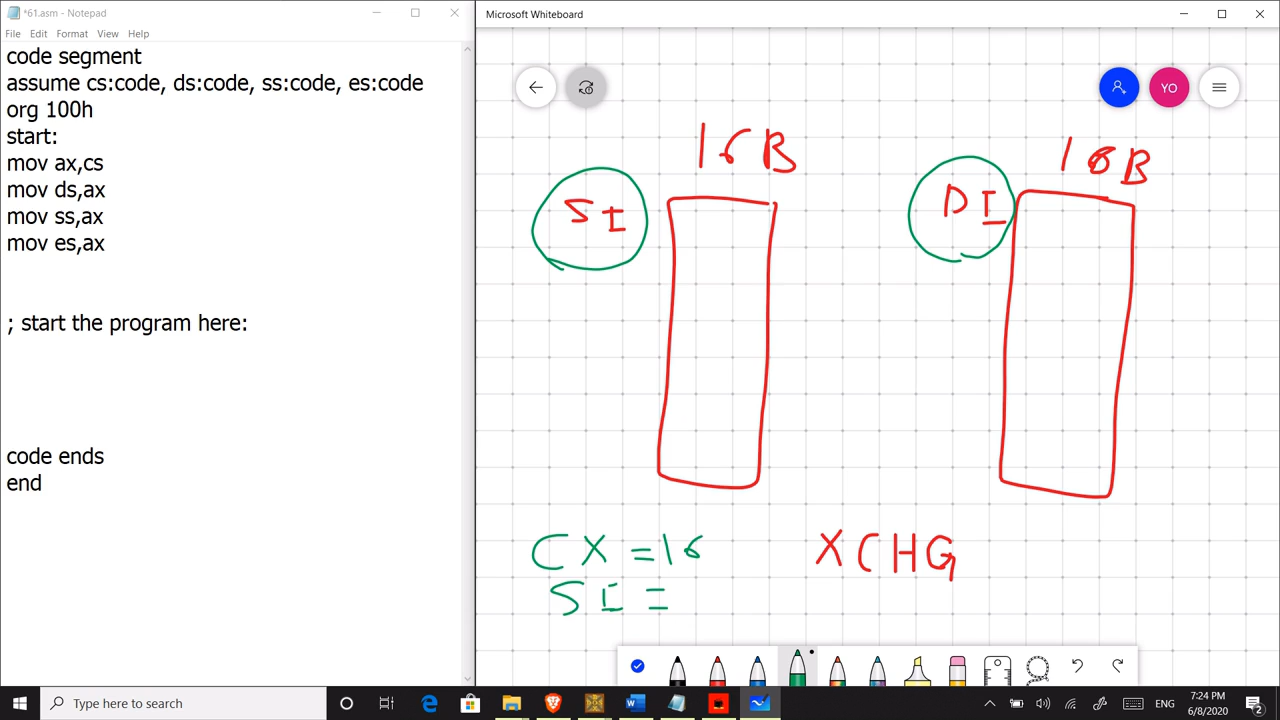 *61.asm - Notepad
File Edit Format View Help
code segment
assume cs:code, ds:code, ss:code, es:code
org 100h
start:
mov ax,cs
mov ds,ax
mov ss,ax
mov es,ax
; start the program here:
code ends
end
Microsoft Whiteboard
YO
16B 16B
SI DI
CX = 16 XCHG
SI =
Type here to search
ENG
7:24 PM
6/8/2020
2